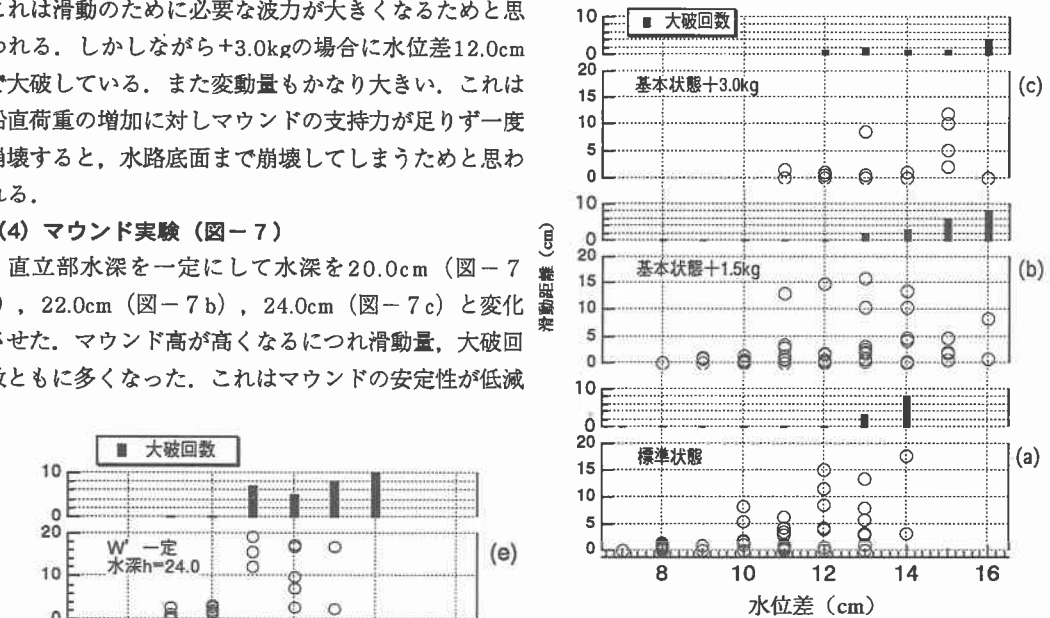 これは滑動のために必要な波力が大きくなるためと思
われる．しかしながら+3.0kgの場合に水位差12.0cm
で大破している．また変動量もかなり大きい．これは
鉛直荷重の増加に対しマウンドの支持力が足りず一度
崩壊すると，水路底面まで崩壊してしまうためと思わ
れる．
(4) マウンド実験（図－7）
直立部水深を一定にして水深を20.0cm（図－7
），22.0cm（図－7b），24.0cm（図－7c）と変化
させた．マウンド高が高くなるにつれ滑動量，大破回
数ともに多くなった．これはマウンドの安定性が低減
大破回数
10
0
20
W' 一定
水深h=24.0
10
0
(e)
大破回数
10
0
20
基本状態＋3.0kg
15
10
5
0
(c)
10
0
20
基本状態＋1.5kg
15
10
5
0
(b)
10
0
20
標準状態
15
10
5
0
(a)
滑動距離（cm）
8 10 12 14 16
水位差（cm）